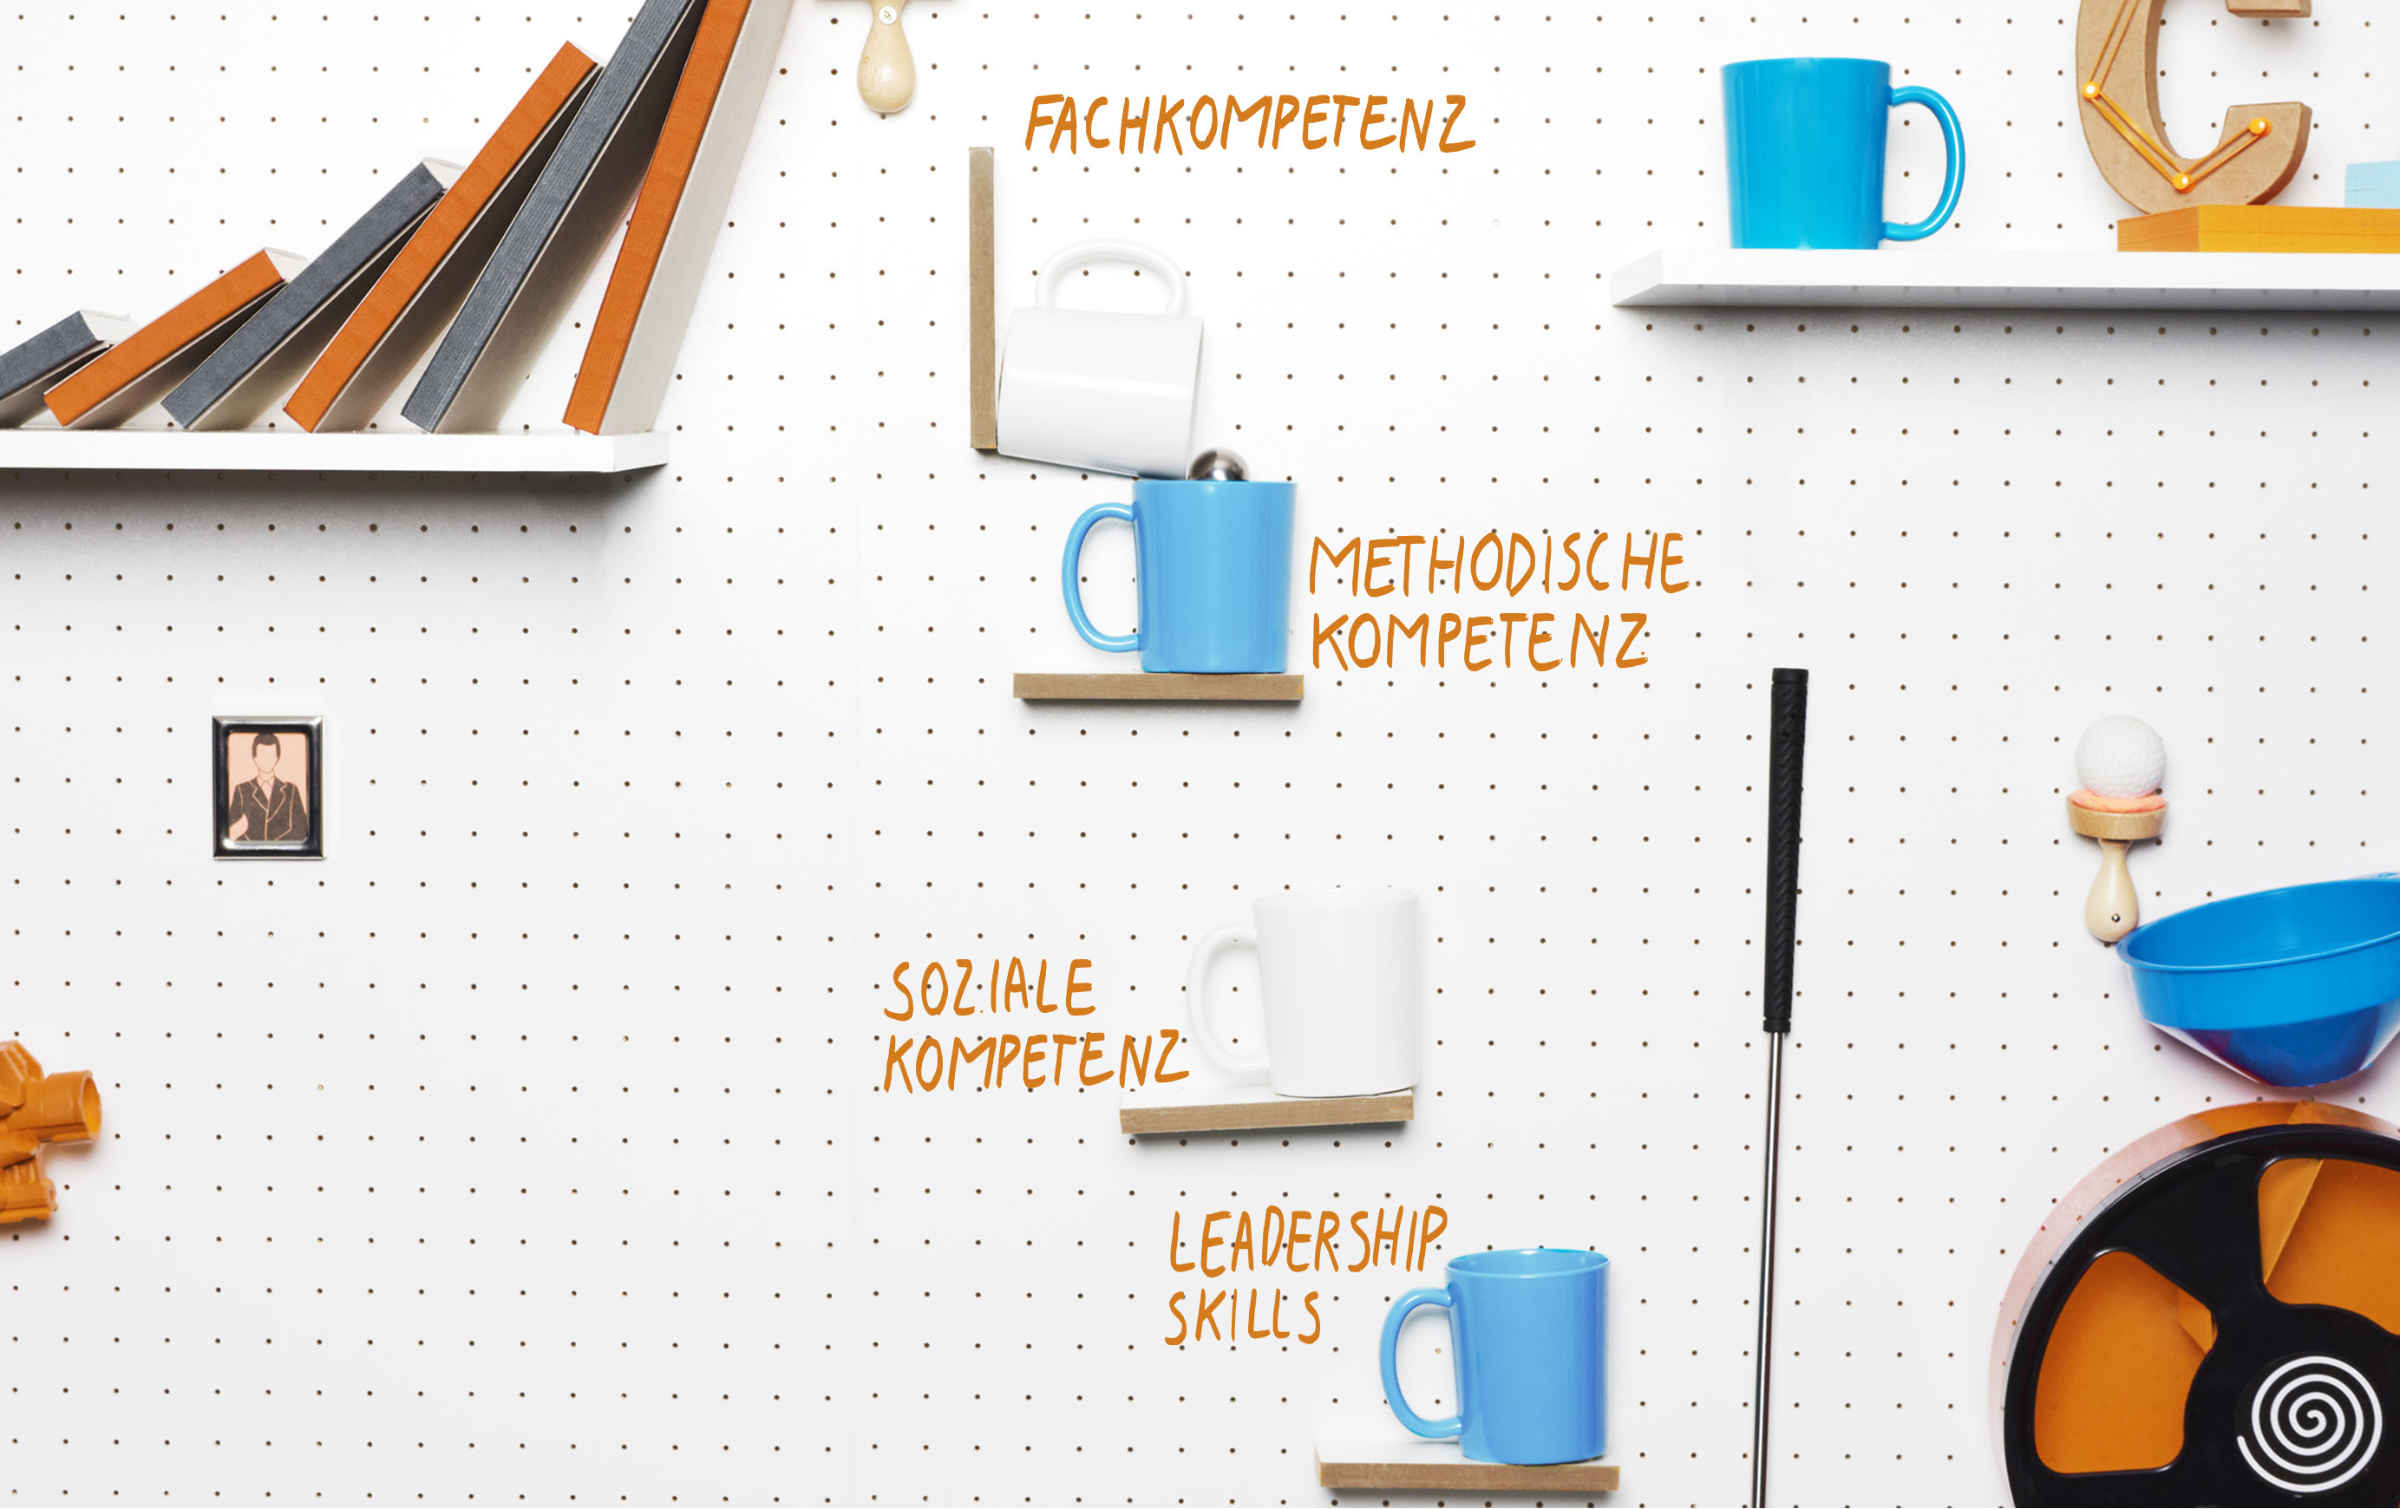 FACHKOMPETENZ
METHODISCHE
KOMPETENZ
SOZIALE
KOMPETENZ
LEADERSHIP
SKILLS